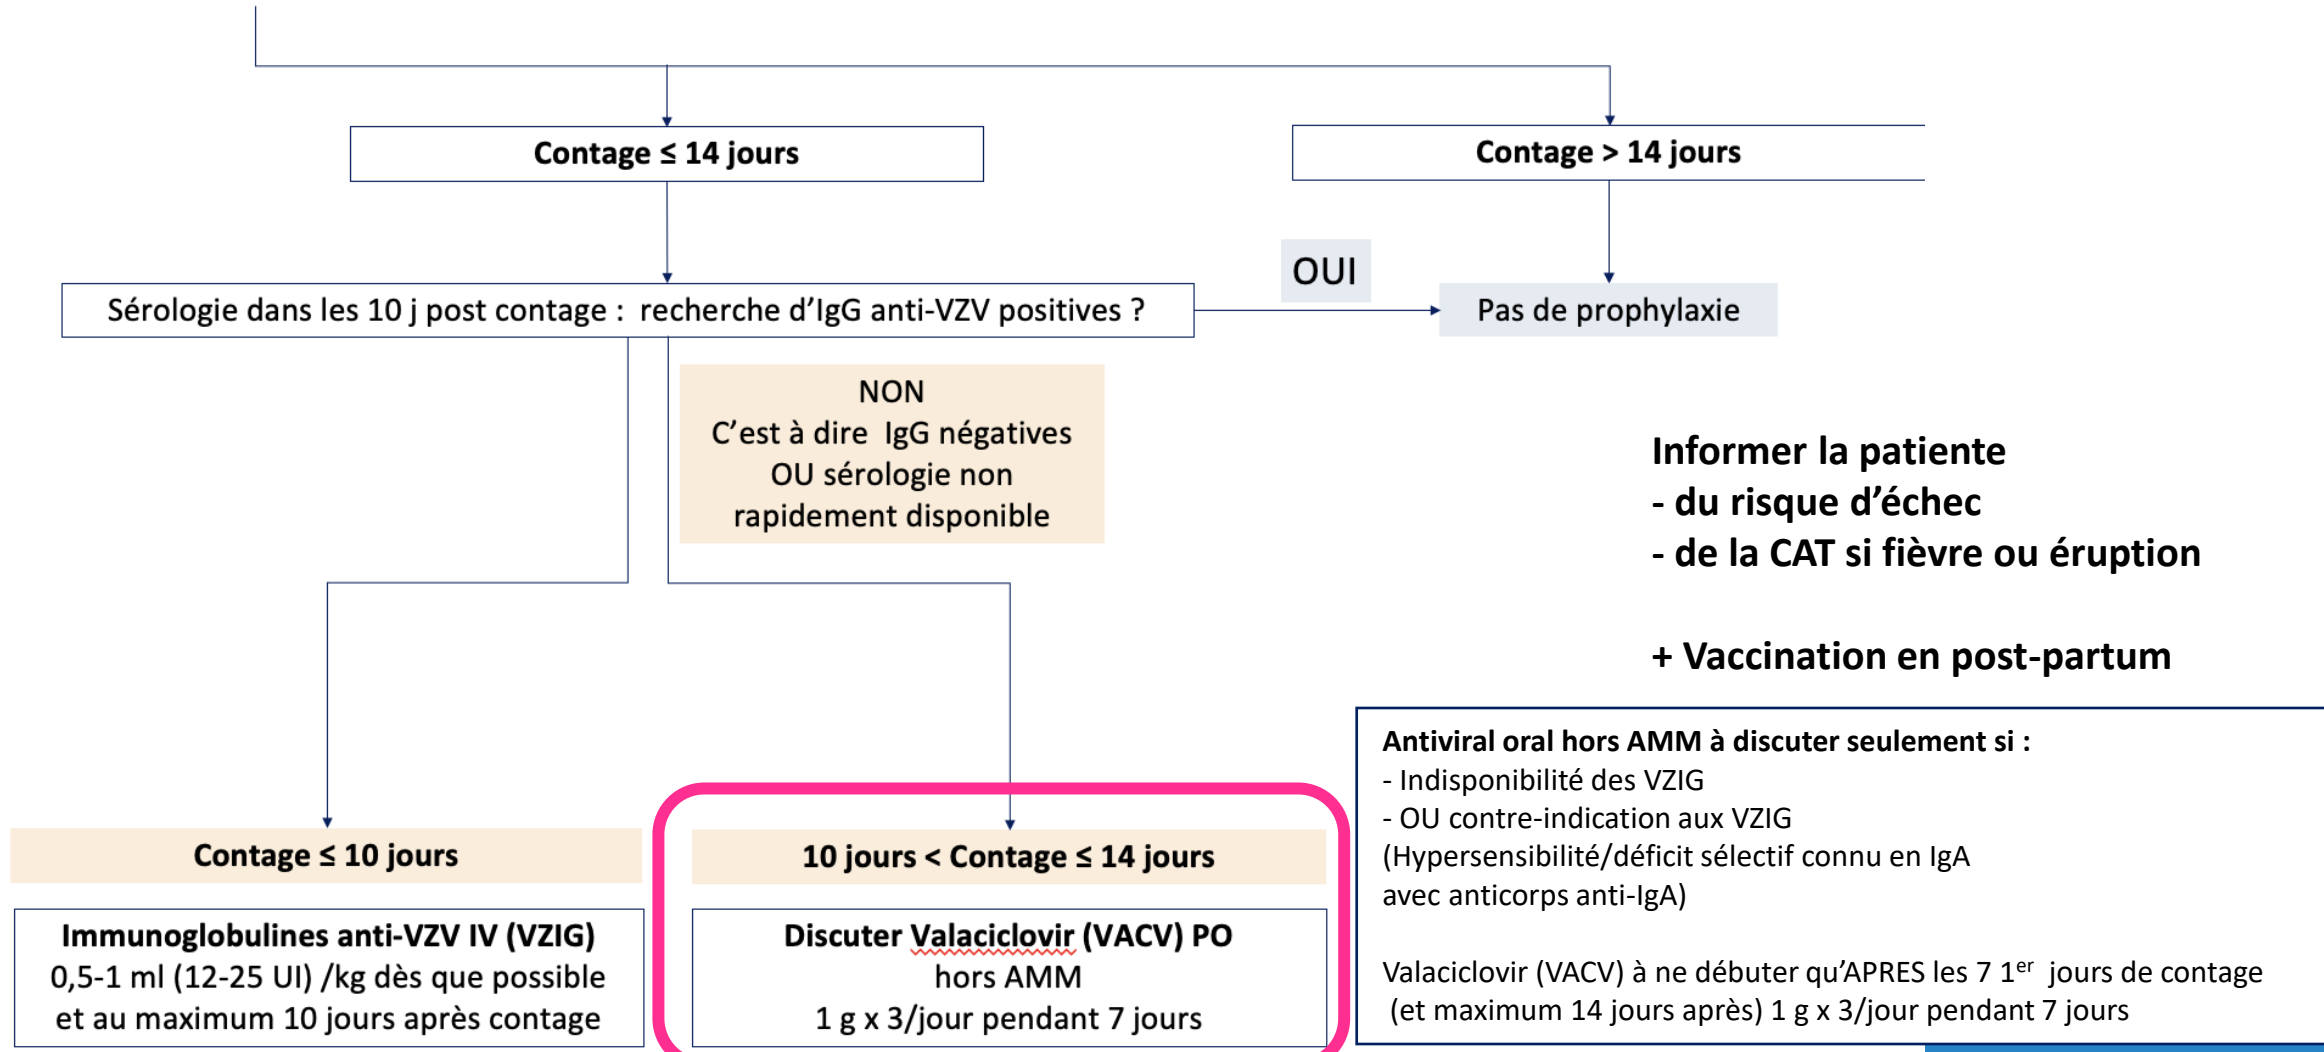 Contage ≤ 14 jours
Contage > 14 jours
Sérologie dans les 10 j post contage : recherche d'IgG anti-VZV positives ?
OUI
Pas de prophylaxie
NON
C'est à dire IgG négatives
OU sérologie non
rapidement disponible
Informer la patiente
- du risque d'échec
- de la CAT si fièvre ou éruption
+ Vaccination en post-partum
Contage ≤ 10 jours
Immunoglobulines anti-VZV IV (VZIG)
0,5-1 ml (12-25 UI) /kg dès que possible
et au maximum 10 jours après contage
10 jours < Contage ≤ 14 jours
Discuter Valaciclovir (VACV) PO
hors AMM
1 g x 3/jour pendant 7 jours
Antiviral oral hors AMM à discuter seulement si :
- Indisponibilité des VZIG
- OU contre-indication aux VZIG
(Hypersensibilité/déficit sélectif connu en IgA
avec anticorps anti-IgA)
Valaciclovir (VACV) à ne débuter qu'APRES les 7 1er jours de contage
(et maximum 14 jours après) 1 g x 3/jour pendant 7 jours